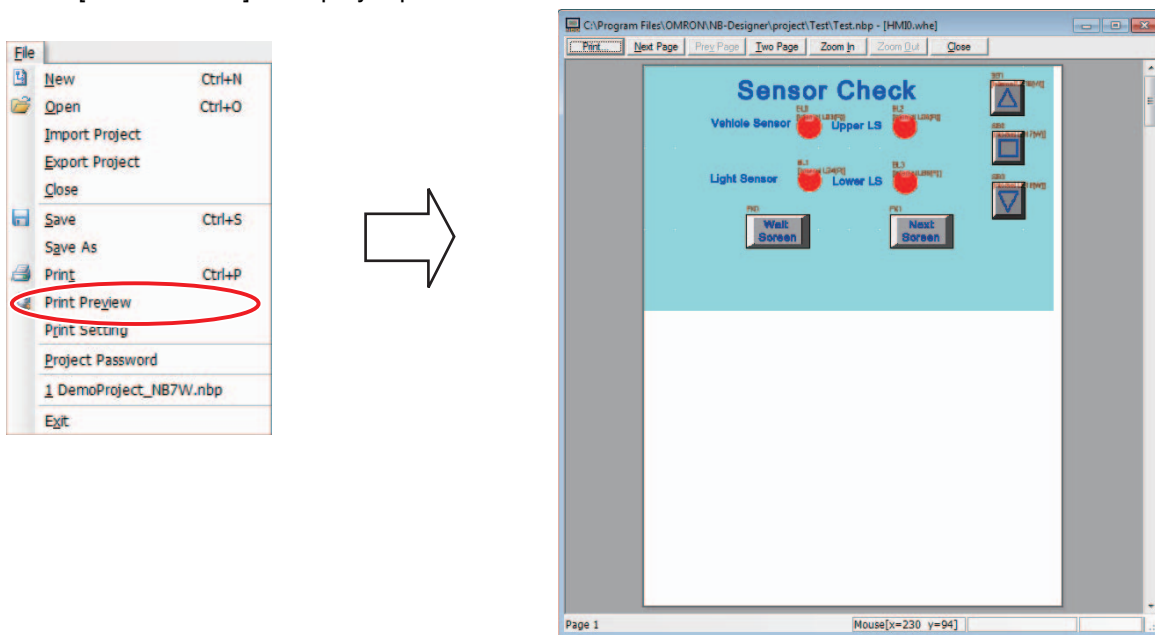 File
New Ctrl+N
Open Ctrl+O
Import Project
Export Project
Close
Save Ctrl+S
Save As
Print Ctrl+P
Print Preview
Print Setting
Project Password
1 DemoProject_NB7W.nbp
Exit
C:\Program Files\OMRON\NB-Designer\project\Test\Test.nbp - [HMI0.whe]
Print... Next Page Prev Page Two Page Zoom In Zoom Out Close
Sensor Check
Vehicle Sensor Upper LS
Light Sensor Lower LS
Wait Screen
Next Screen
Page 1 Mouse[x=230 y=94]